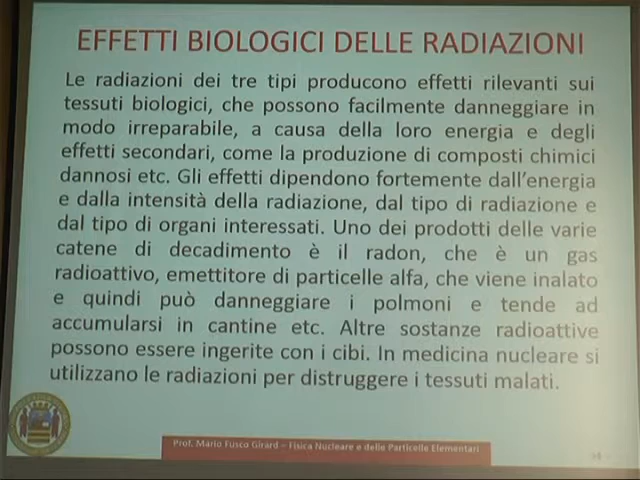 EFFETTI BIOLOGICI DELLE RADIAZIONI
Le radiazioni dei tre tipi producono effetti rilevanti sui
tessuti biologici, che possono facilmente danneggiare in
modo irreparabile, a causa della loro energia e degli
effetti secondari, come la produzione di composti chimici
dannosi etc. Gli effetti dipendono fortemente dall'energia
e dalla intensità della radiazione, dal tipo di radiazione e
dal tipo di organi interessati. Uno dei prodotti delle varie
catene di decadimento è il radon, che è un gas
radioattivo, emettitore di particelle alfa, che viene inalato
e quindi può danneggiare i polmoni e tende ad
accumularsi in cantine etc. Altre sostanze radioattive
possono essere ingerite con i cibi. In medicina nucleare si
utilizzano le radiazioni per distruggere i tessuti malati.
Prof. Mario Fusco Girard – Fisica Nucleare e delle Particelle Elementari